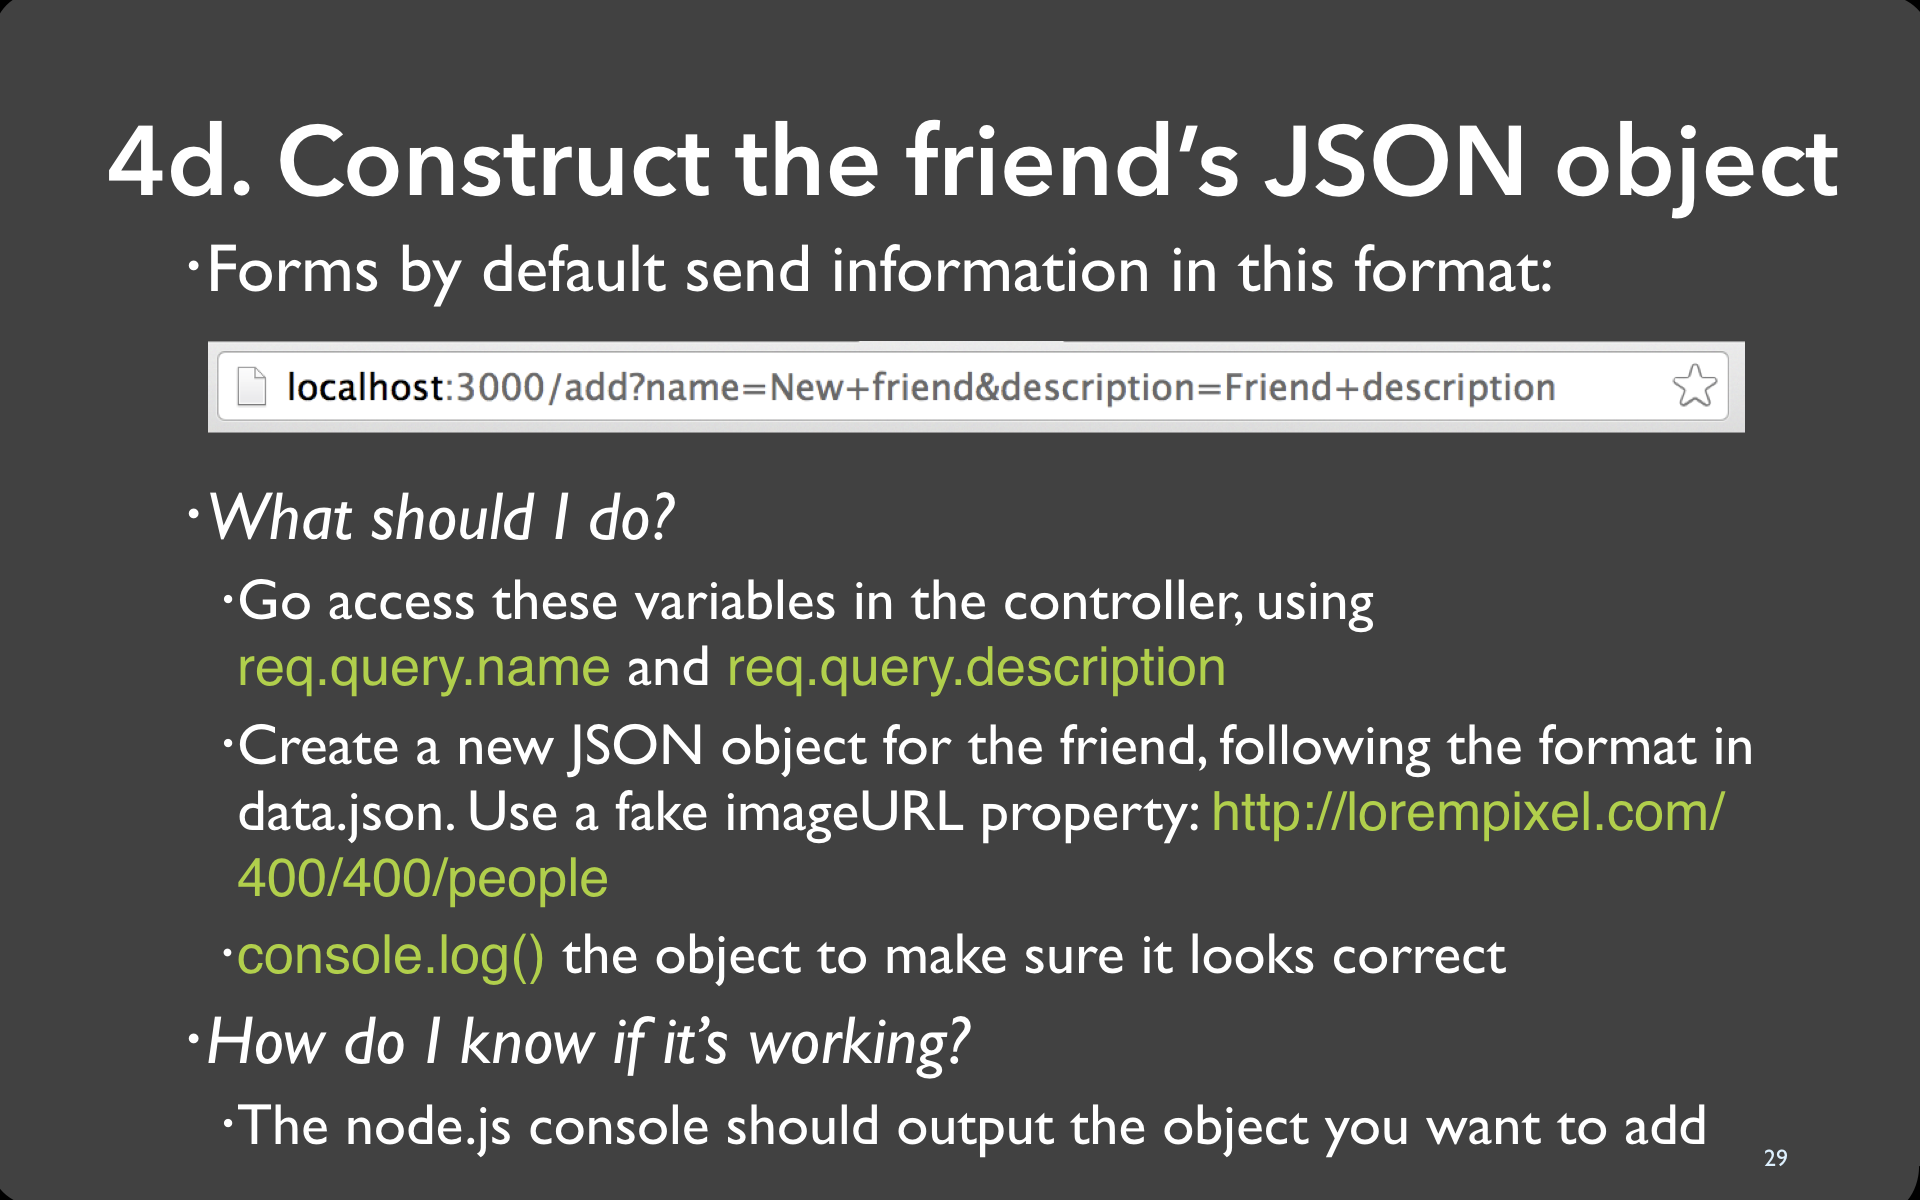 4d. Construct the friend’s JSON object
·Forms by default send information in this format:
localhost:3000/add?name=New+friend&description=Friend+description
·What should I do?
·Go access these variables in the controller, using
req.query.name and req.query.description
·Create a new JSON object for the friend, following the format in
data.json. Use a fake imageURL property: http://lorempixel.com/
400/400/people
·console.log() the object to make sure it looks correct
·How do I know if it’s working?
·The node.js console should output the object you want to add
29